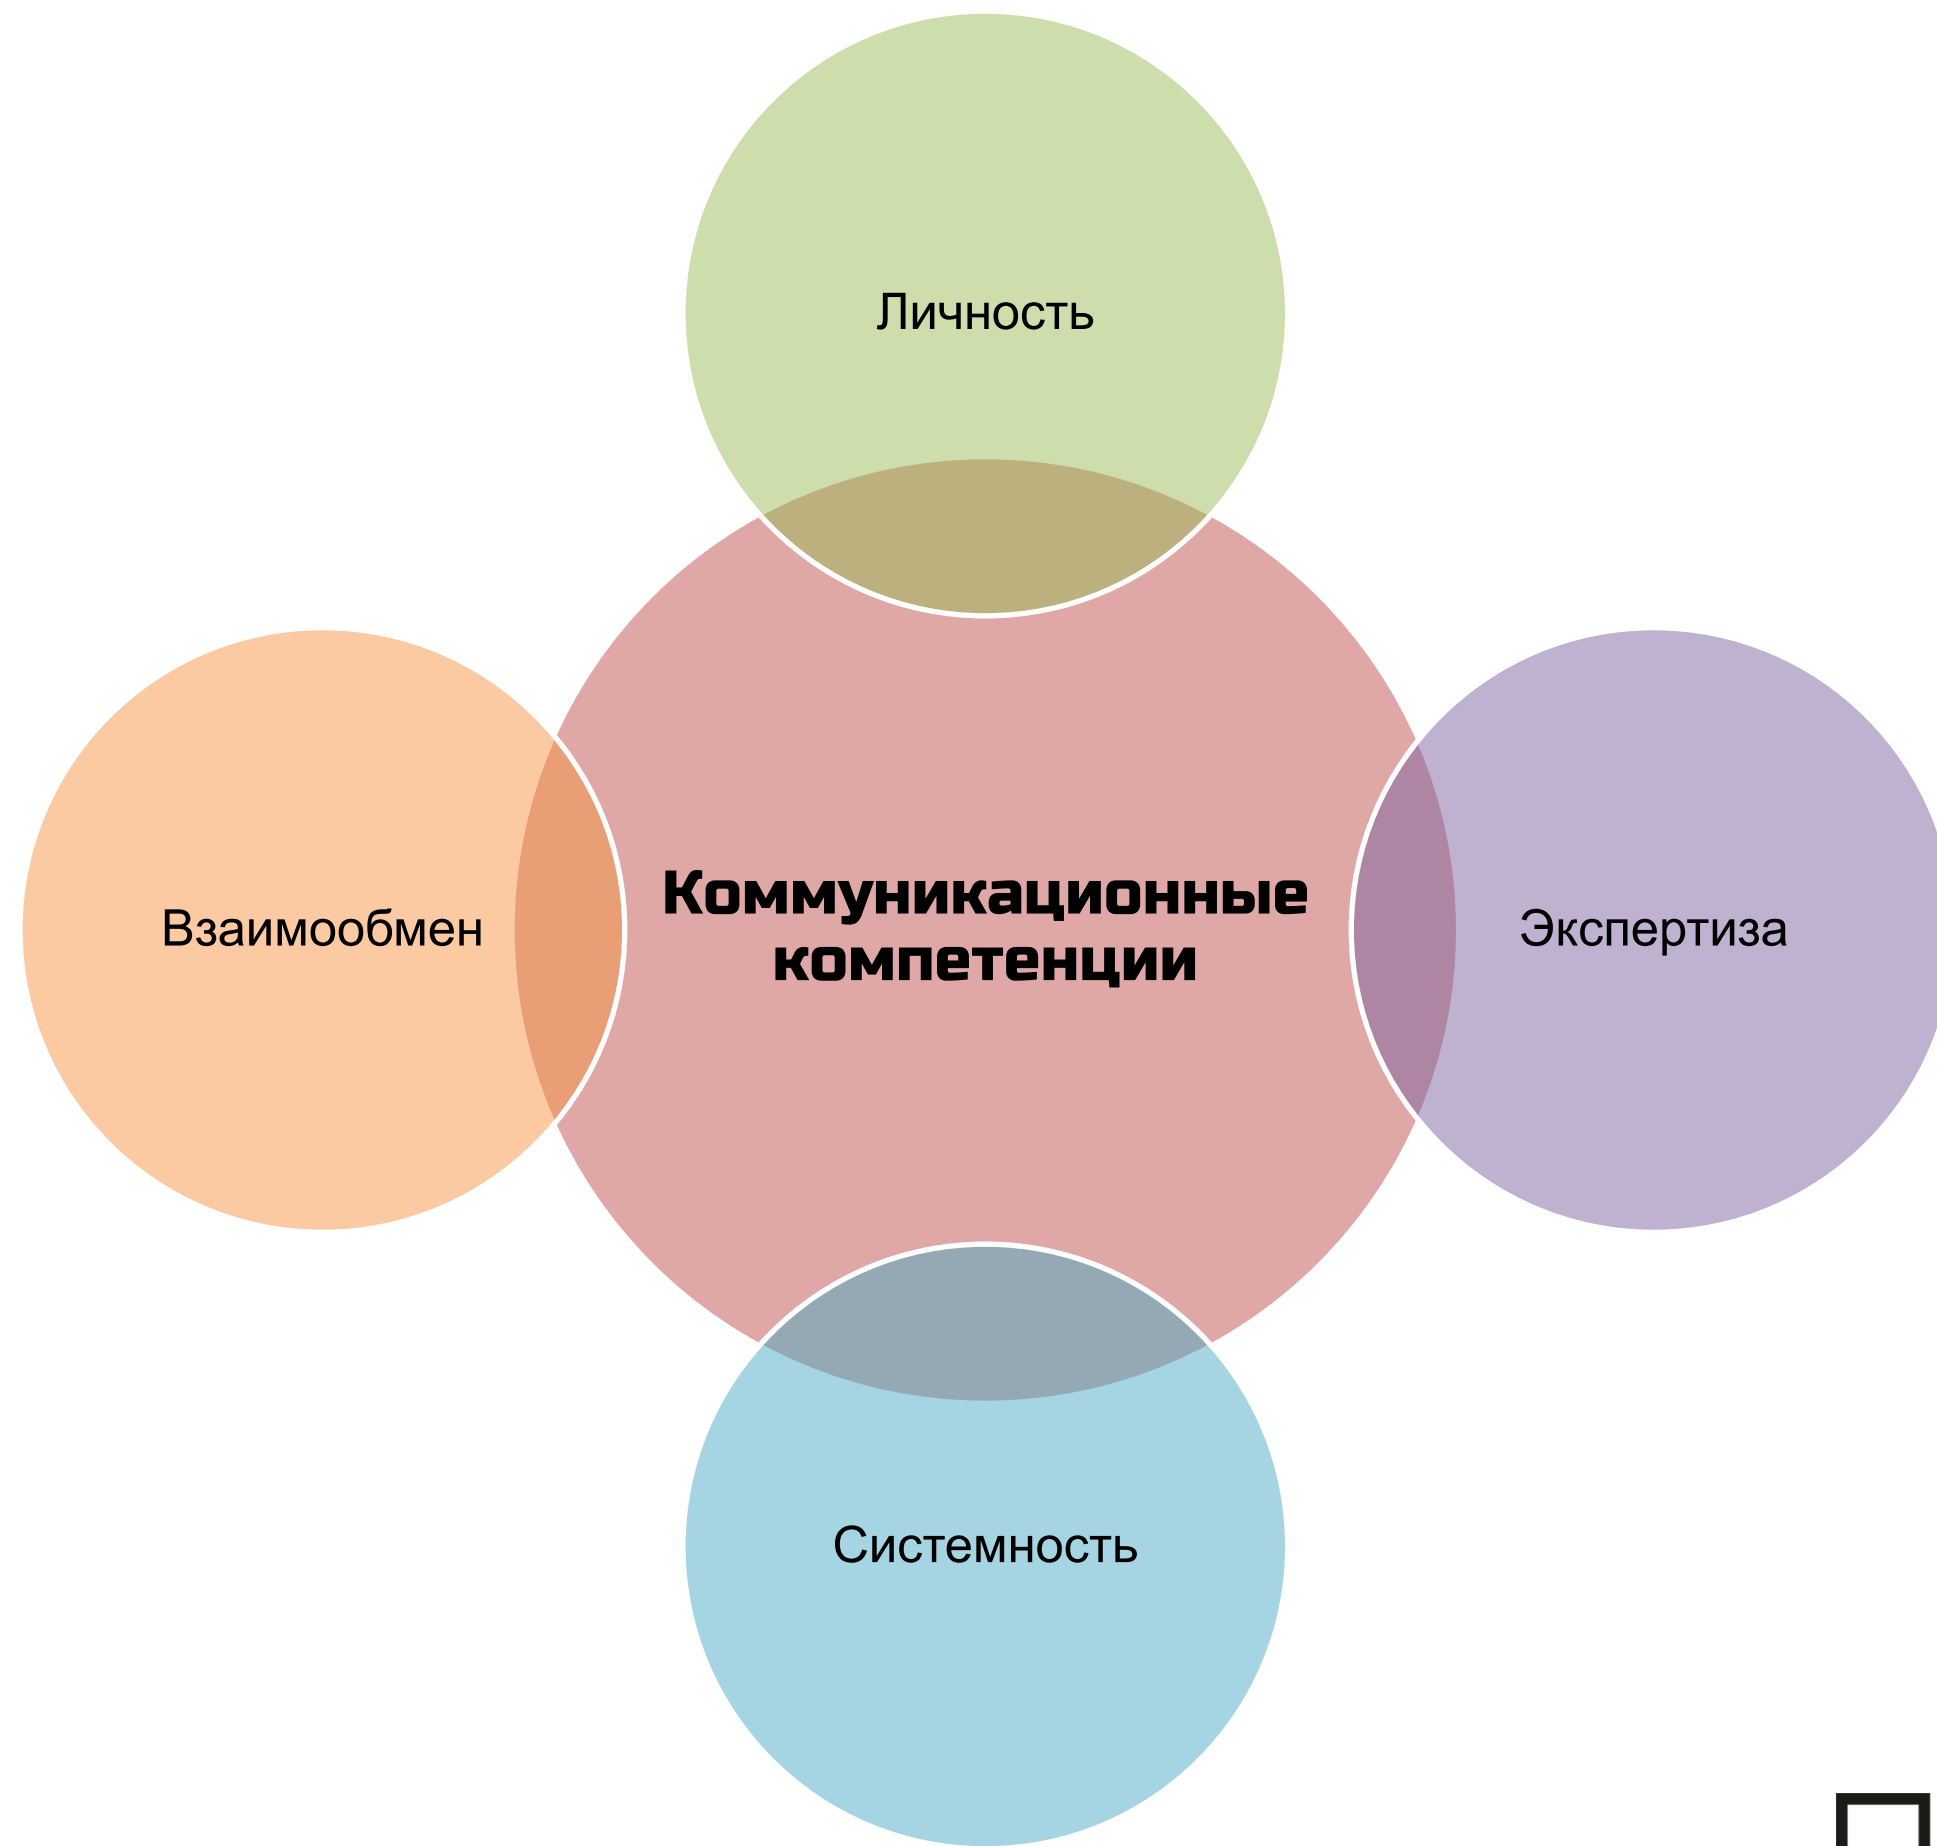 Личность
Взаимообмен
Коммуникационные
компетенции
Экспертиза
Системность